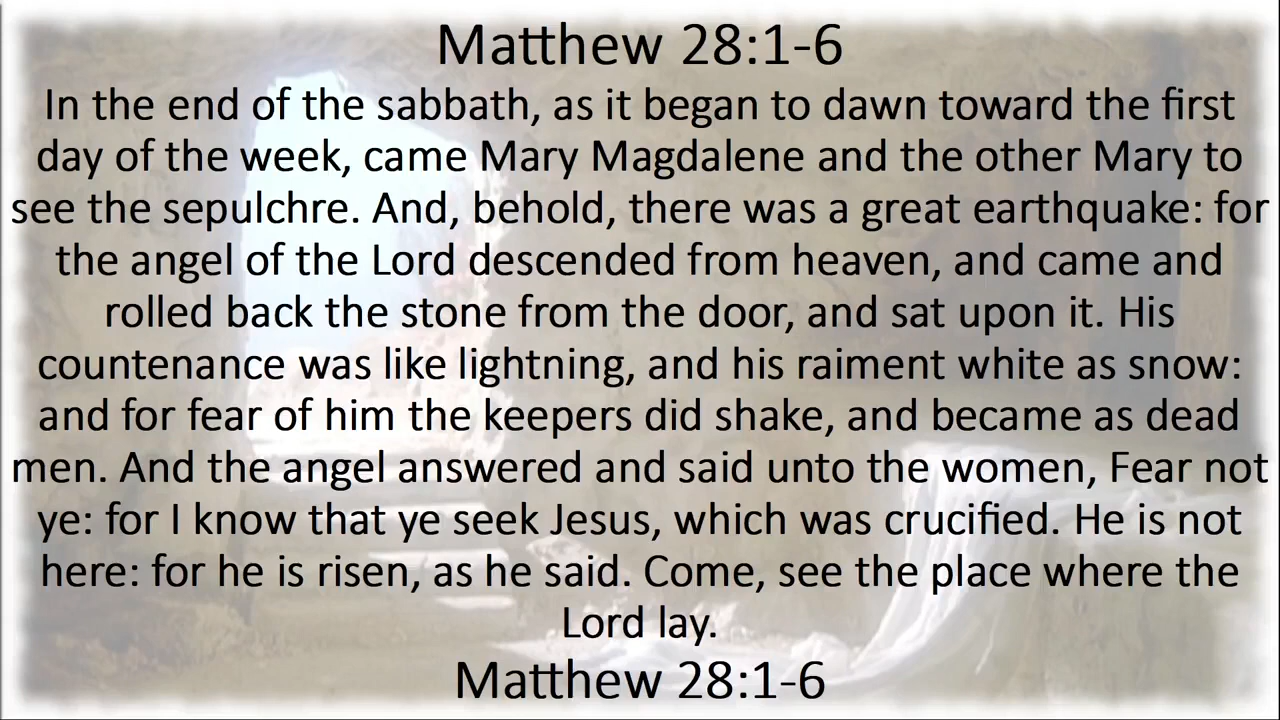 Matthew 28:1-6
In the end of the sabbath, as it began to dawn toward the first
day of the week, came Mary Magdalene and the other Mary to
see the sepulchre. And, behold, there was a great earthquake: for
the angel of the Lord descended from heaven, and came and
rolled back the stone from the door, and sat upon it. His
countenance was like lightning, and his raiment white as snow:
and for fear of him the keepers did shake, and became as dead
men. And the angel answered and said unto the women, Fear not
ye: for I know that ye seek Jesus, which was crucified. He is not
here: for he is risen, as he said. Come, see the place where the
Lord lay.
Matthew 28:1-6